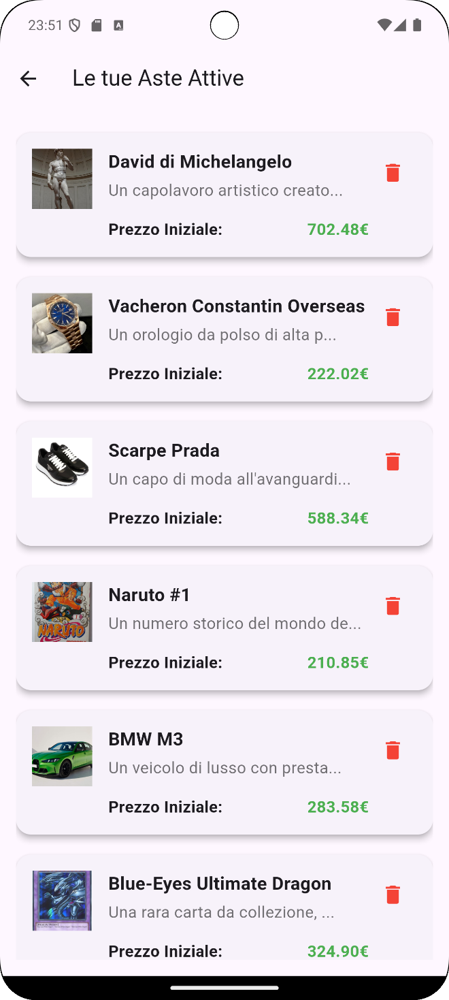 23:51
Le tue Aste Attive
David di Michelangelo
Un capolavoro artistico creato...
Prezzo Iniziale: 702.48€
Vacheron Constantin Overseas
Un orologio da polso di alta p...
Prezzo Iniziale: 222.02€
Scarpe Prada
Un capo di moda all'avanguardi...
Prezzo Iniziale: 588.34€
NARUTO
Naruto #1
Un numero storico del mondo de...
Prezzo Iniziale: 210.85€
BMW M3
Un veicolo di lusso con presta...
Prezzo Iniziale: 283.58€
Blue-Eyes Ultimate Dragon
Una rara carta da collezione, ...
Prezzo Iniziale: 324.90€